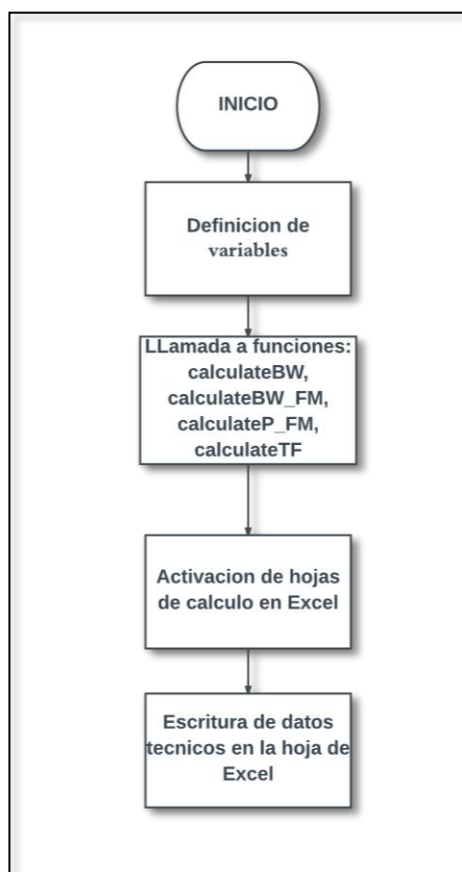 INICIO
Definicion de
variables
LLamada a funciones:
calculateBW,
calculateBW_FM,
calculateP_FM,
calculateTF
Activacion de hojas
de calculo en Excel
Escritura de datos
tecnicos en la hoja de
Excel